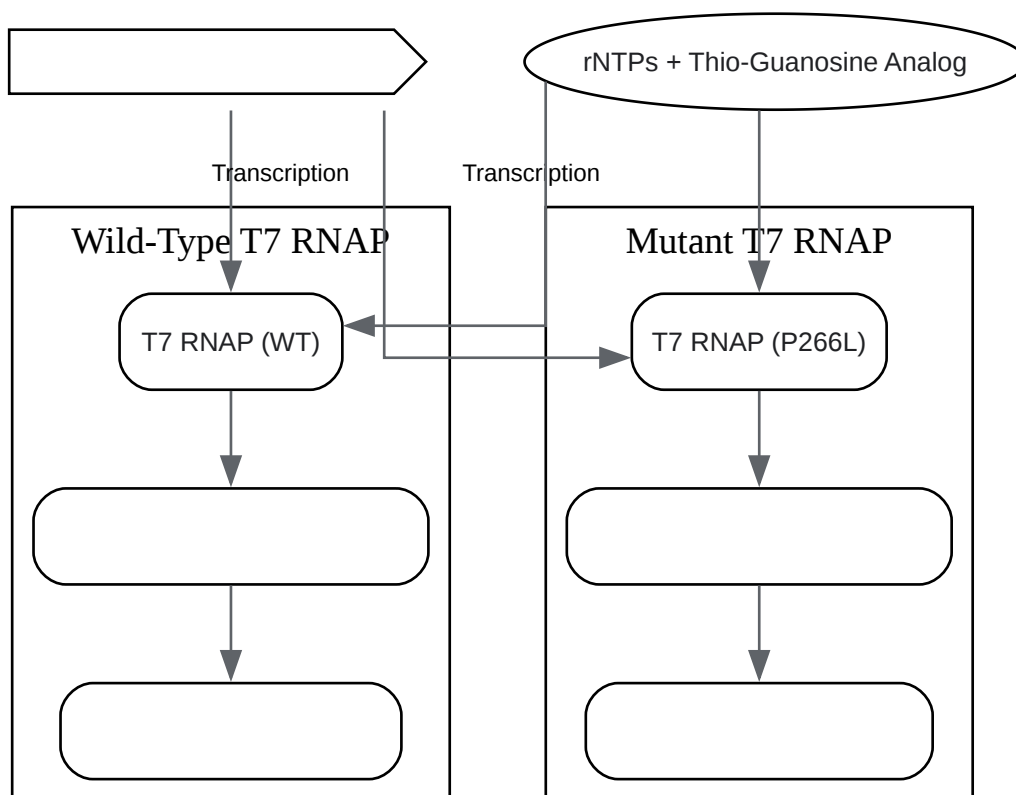 rNTPs + Thio-Guanosine Analog
Transcription
Transcription
Wild-Type T7 RNAP
Mutant T7 RNAP
T7 RNAP (WT)
T7 RNAP (P266L)